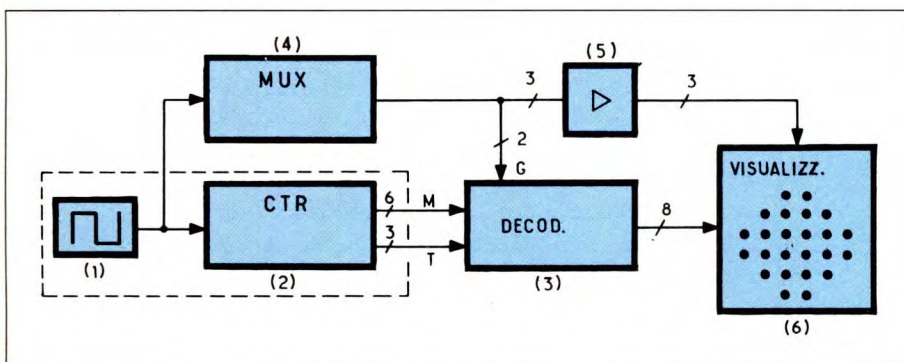 (4)
MUX
(5)
3
3
2
G
VISUALIZZ.
CTR
6
M
3
T
DECOD.
8
(1)
(2)
(3)
(6)